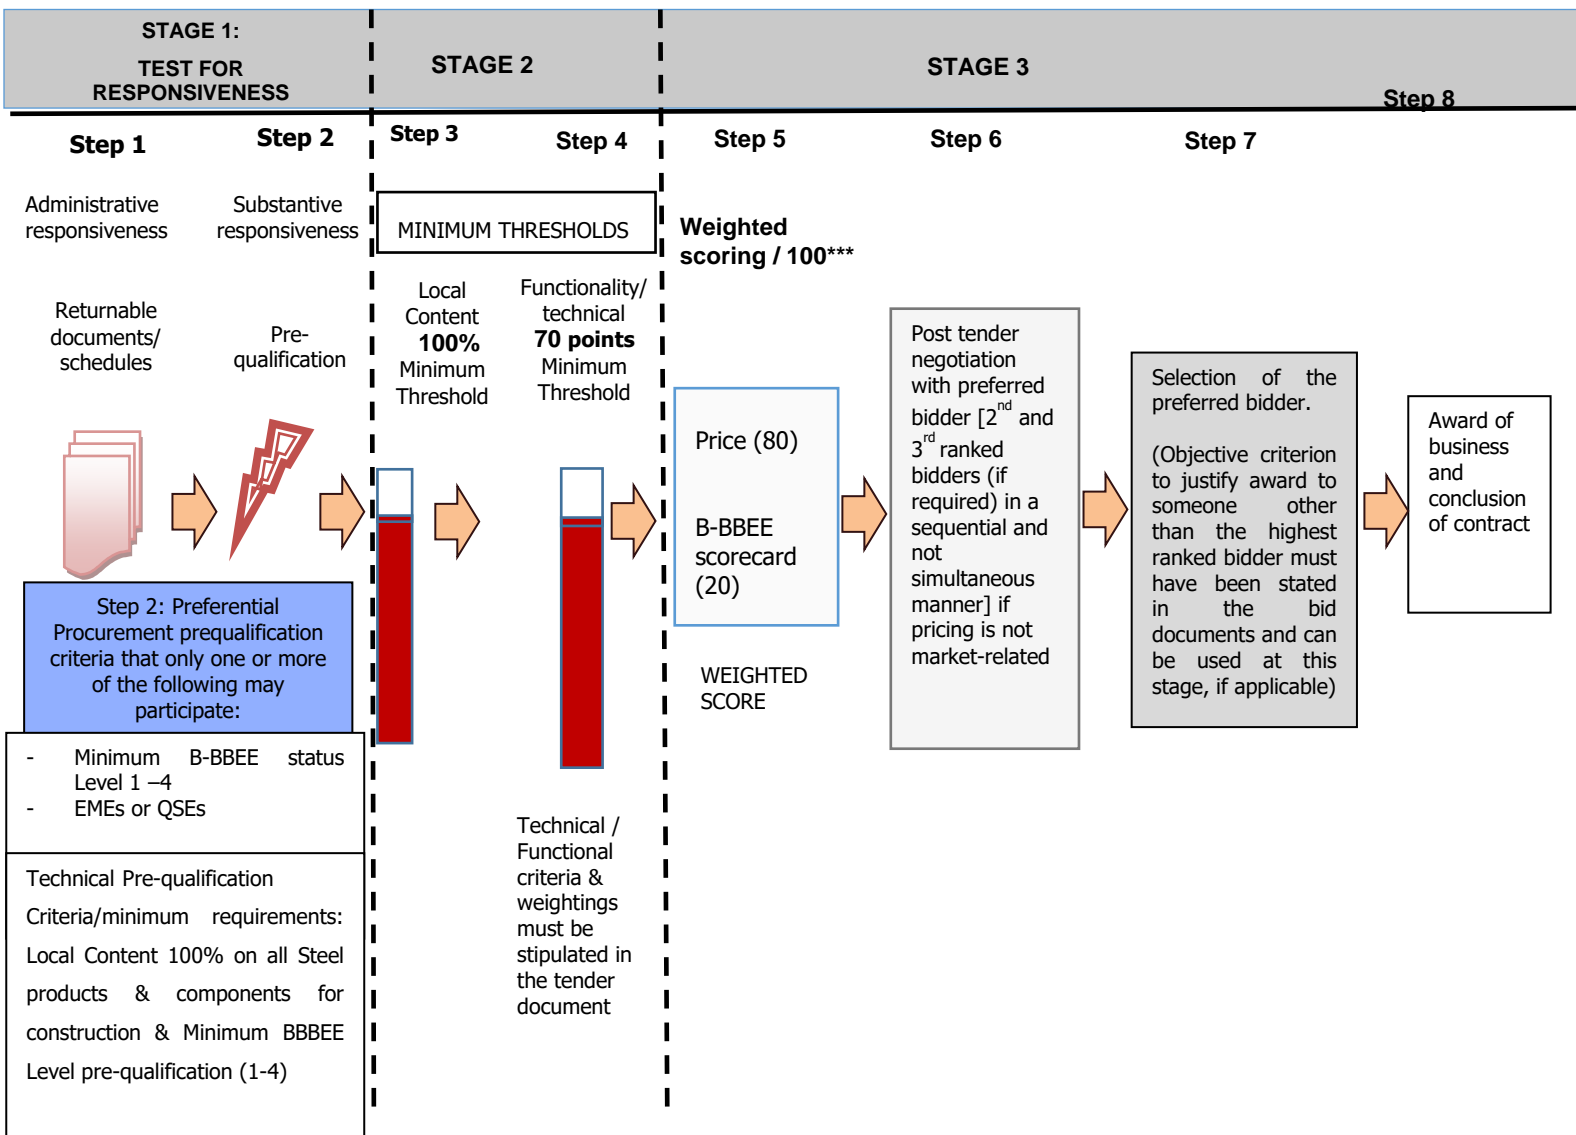 STAGE 1:
TEST FOR
RESPONSIVENESS
STAGE 2
STAGE 3
Step 8
Step 1
Step 2
Step 3
Step 4
Step 5
Step 6
Step 7
Administrative
responsiveness
Substantive
responsiveness
MINIMUM THRESHOLDS
Weighted
scoring / 100***
Returnable
documents/
schedules
Pre-
qualification
Local
Content
100%
Minimum
Threshold
Functionality/
technical
70 points
Minimum
Threshold
Price (80)
B-BBEE
scorecard
(20)
WEIGHTED
SCORE
Post tender
negotiation
with preferred
bidder [2nd and
3rd ranked
bidders (if
required) in a
sequential and
not
simultaneous
manner] if
pricing is not
market-related
Selection of the
preferred bidder.
(Objective criterion
to justify award to
someone other
than the highest
ranked bidder must
have been stated
in the bid
documents and can
be used at this
stage, if applicable)
Award of
business
and
conclusion
of contract
Step 2: Preferential
Procurement prequalification
criteria that only one or more
of the following may
participate:
- Minimum B-BBEE status
Level 1 –4
- EMEs or QSEs
Technical Pre-qualification
Criteria/minimum requirements:
Local Content 100% on all Steel
products & components for
construction & Minimum BBBEE
Level pre-qualification (1-4)
Technical /
Functional
criteria &
weightings
must be
stipulated in
the tender
document